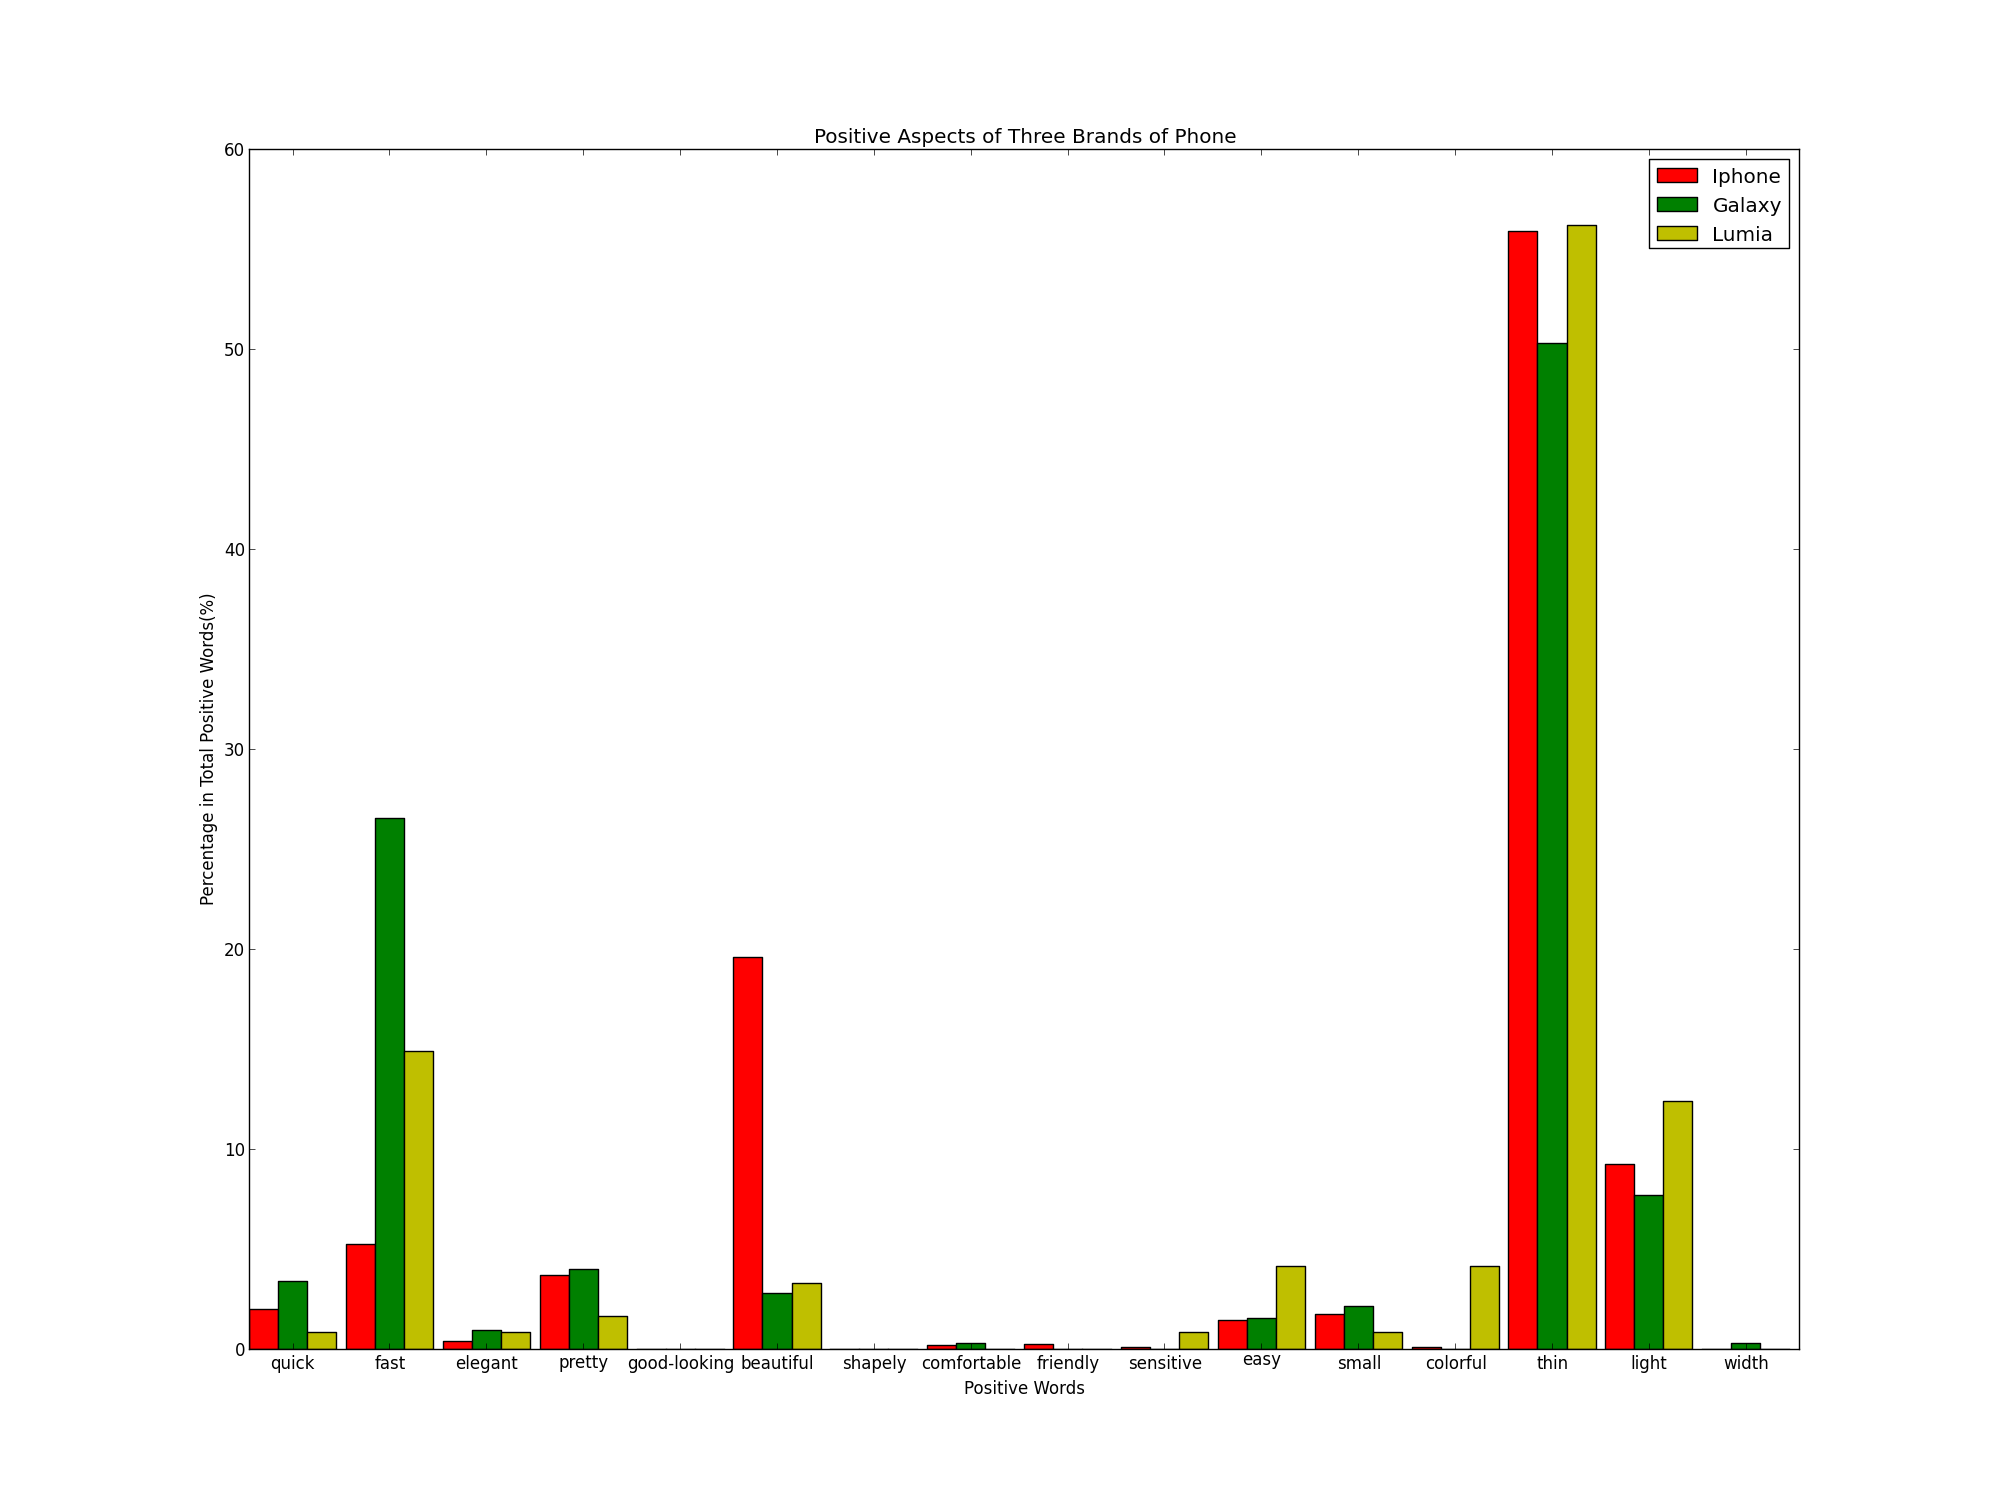 Positive Aspects of Three Brands of Phone
60
50
40
30
20
10
0
Percentage in Total Positive Words(%)
Iphone
Galaxy
Lumia
quick fast elegant pretty good-looking beautiful shapely comfortable friendly sensitive easy small colorful thin light width
Positive Words